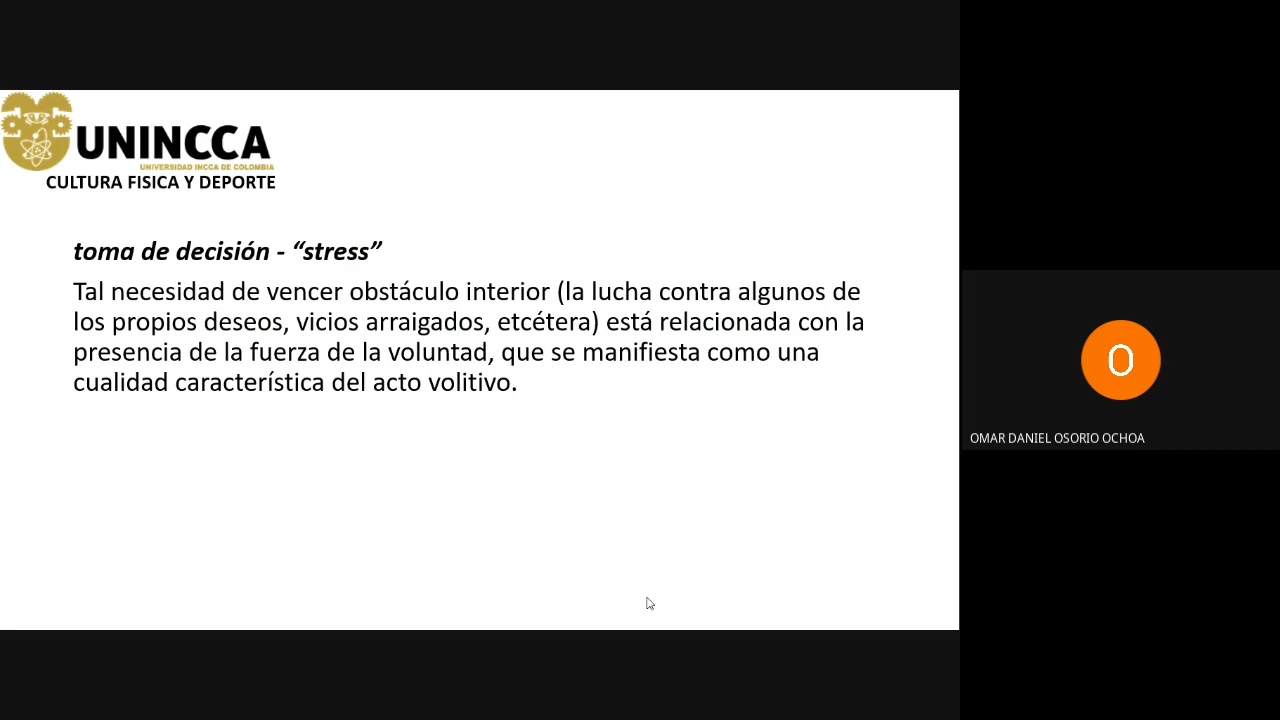 UNINCCA
UNIVERSIDAD INCCA DE COLOMBIA
CULTURA FISICA Y DEPORTE
toma de decisión - “stress”
Tal necesidad de vencer obstáculo interior (la lucha contra algunos de
los propios deseos, vicios arraigados, etcétera) está relacionada con la
presencia de la fuerza de la voluntad, que se manifiesta como una
cualidad característica del acto volitivo.
O
OMAR DANIEL OSORIO OCHOA